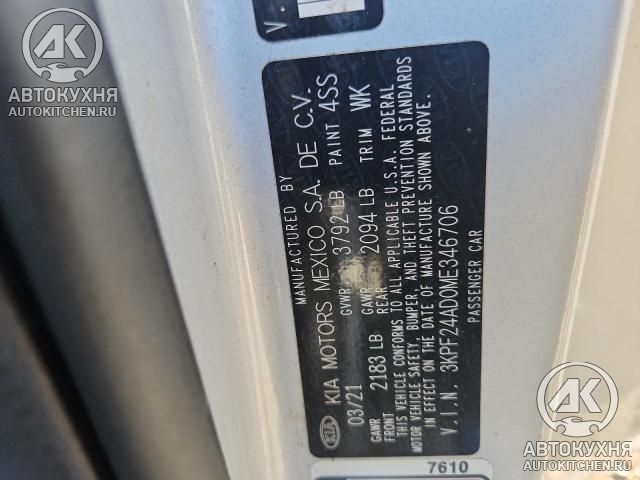 V.
MANUFACTURED BY
KIA KIA MOTORS MEXICO S.A. DE C.V.
03/21 GVWR 3792 LB PAINT 4SS
GAWR FRONT 2183 LB GAWR REAR 2094 LB TRIM WK
THIS VEHICLE CONFORMS TO ALL APPLICABLE U.S.A. FEDERAL
MOTOR VEHICLE SAFETY, BUMPER, AND THEFT PREVENTION STANDARDS
IN EFFECT ON THE DATE OF MANUFACTURE SHOWN ABOVE.
V.I.N. 3KPF24AD0ME346706
PASSENGER CAR
7610
АК
АВТОКУХНЯ
AUTOKITCHEN.RU
АК
АВТОКУХНЯ
AUTOKITCHEN.RU